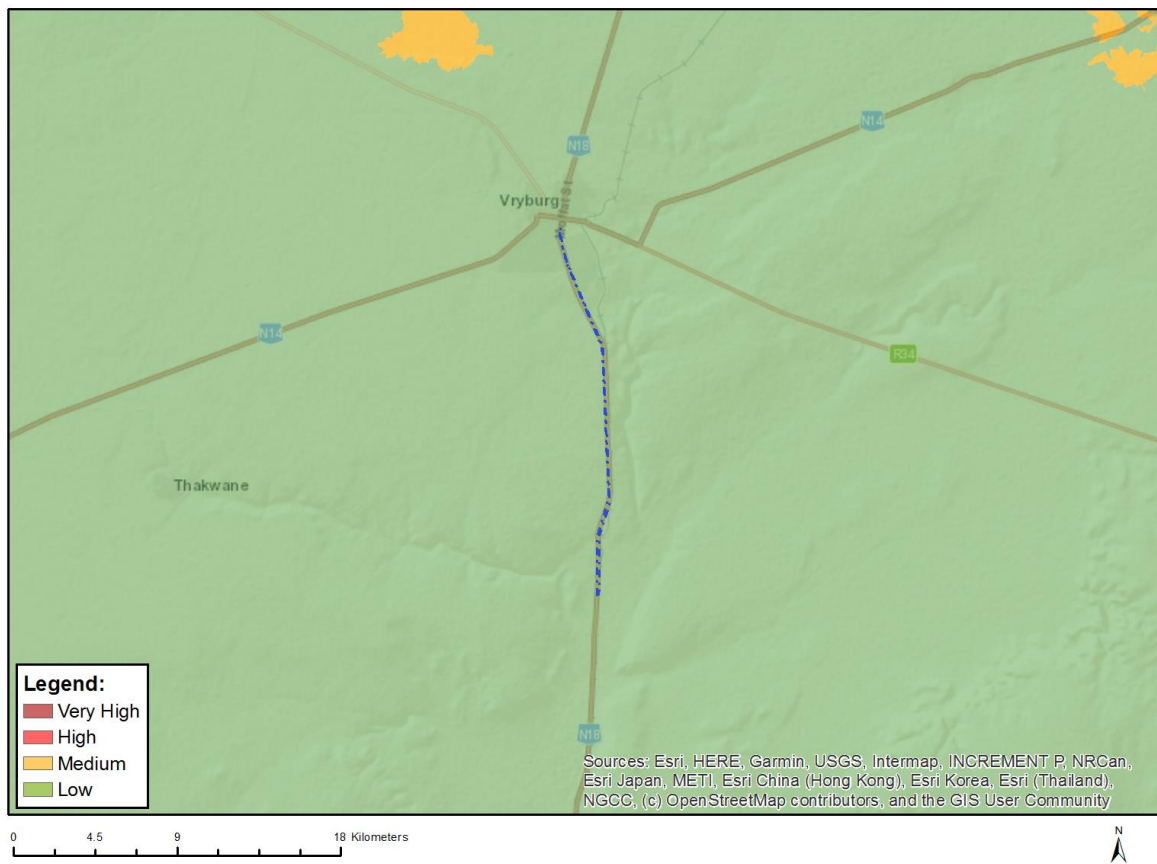 N18
N14
Vryburg
Moffat St
N14
R34
Thakwane
N18
Legend:
Very High
High
Medium
Low
Sources: Esri, HERE, Garmin, USGS, Intermap, INCREMENT P, NRCan,
Esri Japan, METI, Esri China (Hong Kong), Esri Korea, Esri (Thailand),
NGCC, (c) OpenStreetMap contributors, and the GIS User Community
0 4.5 9 18 Kilometers
N